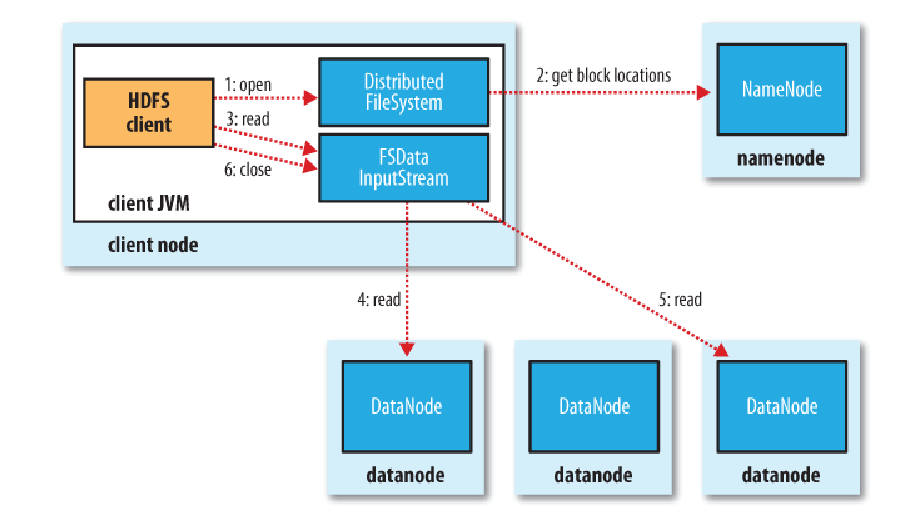 Distributed
FileSystem
1: open
2: get block locations
NameNode
HDFS
client
3: read
FSData
InputStream
6: close
namenode
client JVM
client node
4: read
5: read
DataNode
DataNode
DataNode
datanode
datanode
datanode